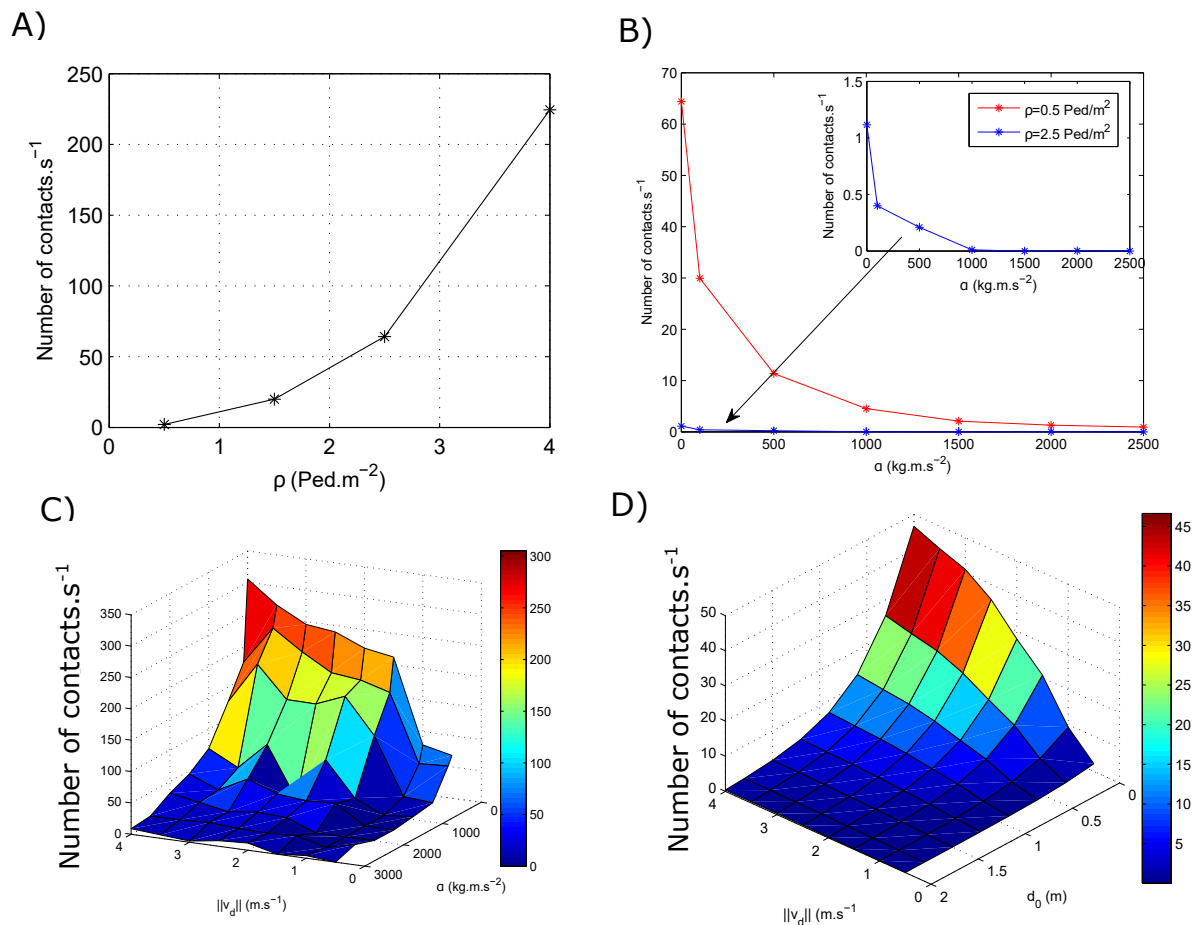 A)
250
200
150
100
50
0
Number of contacts.s⁻¹
0 1 2 3 4
ρ (Ped.m⁻²)
B)
70
60
50
40
30
20
10
0
Number of contacts.s⁻¹
0 500 1000 1500 2000 2500
α (kg.m.s⁻²)
1.5
1
0.5
0
Number of contacts.s⁻¹
0 500 1000 1500 2000 2500
α (kg.m.s⁻²)
ρ=0.5 Ped/m²
ρ=2.5 Ped/m²
C)
350
300
250
200
150
100
50
0
Number of contacts.s⁻¹
4 3 2 1 0
||v_d|| (m.s⁻¹)
3000 2000 1000 0
α (kg.m.s⁻²)
300
250
200
150
100
50
0
D)
50
40
30
20
10
0
Number of contacts.s⁻¹
4 3 2 1 0
||v_d|| (m.s⁻¹
2 1.5 1 0.5 0
d_0 (m)
45
40
35
30
25
20
15
10
5